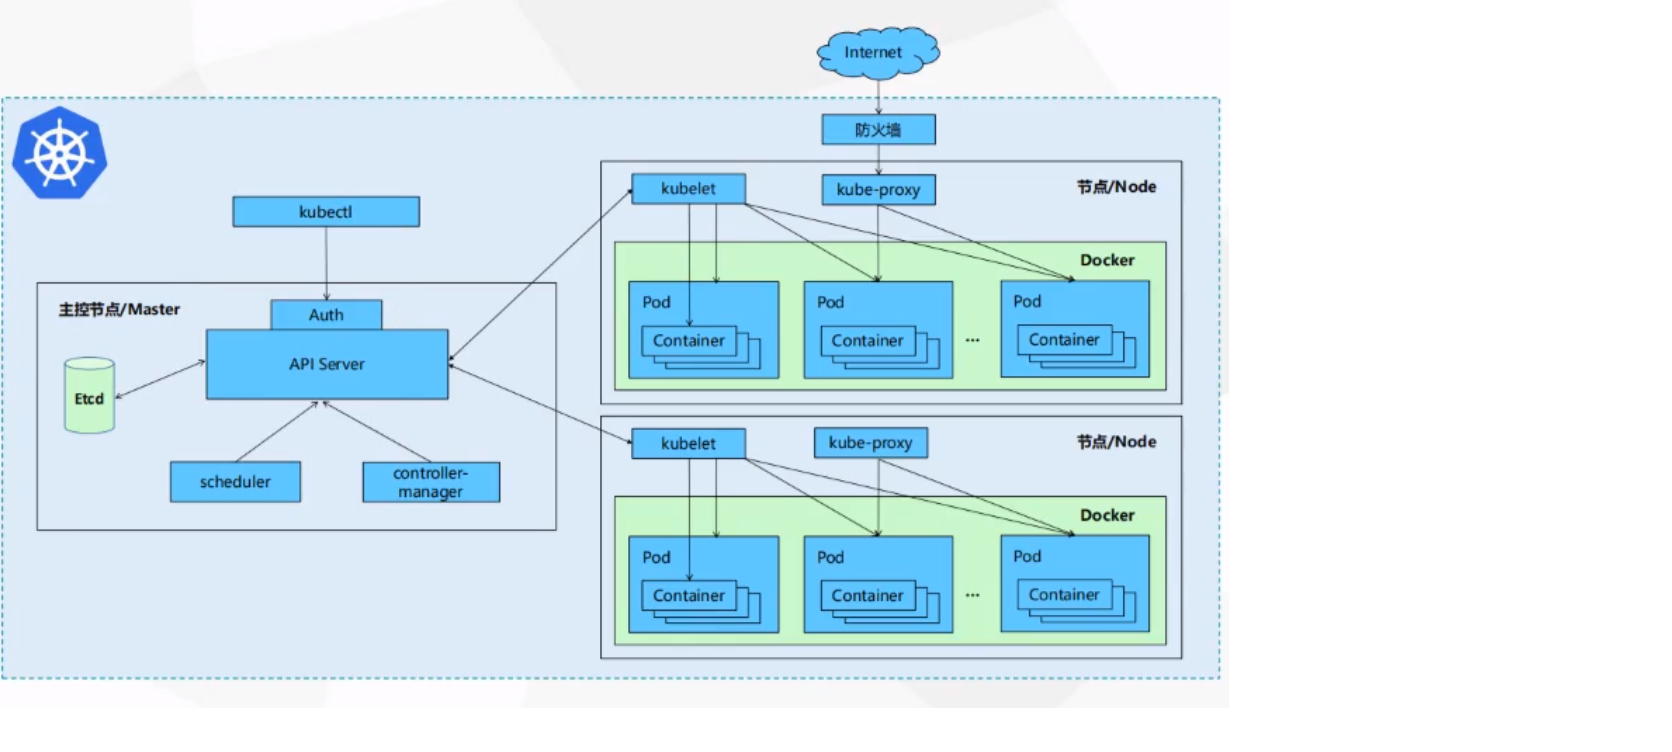 Internet
防火墙
kubelet
kube-proxy
节点/Node
kubectl
Docker
主控节点/Master
Auth
Pod
Pod
Pod
Container
Container
...
Container
API Server
Etcd
kubelet
kube-proxy
节点/Node
scheduler
controller-
manager
Docker
Pod
Pod
Pod
Container
Container
...
Container